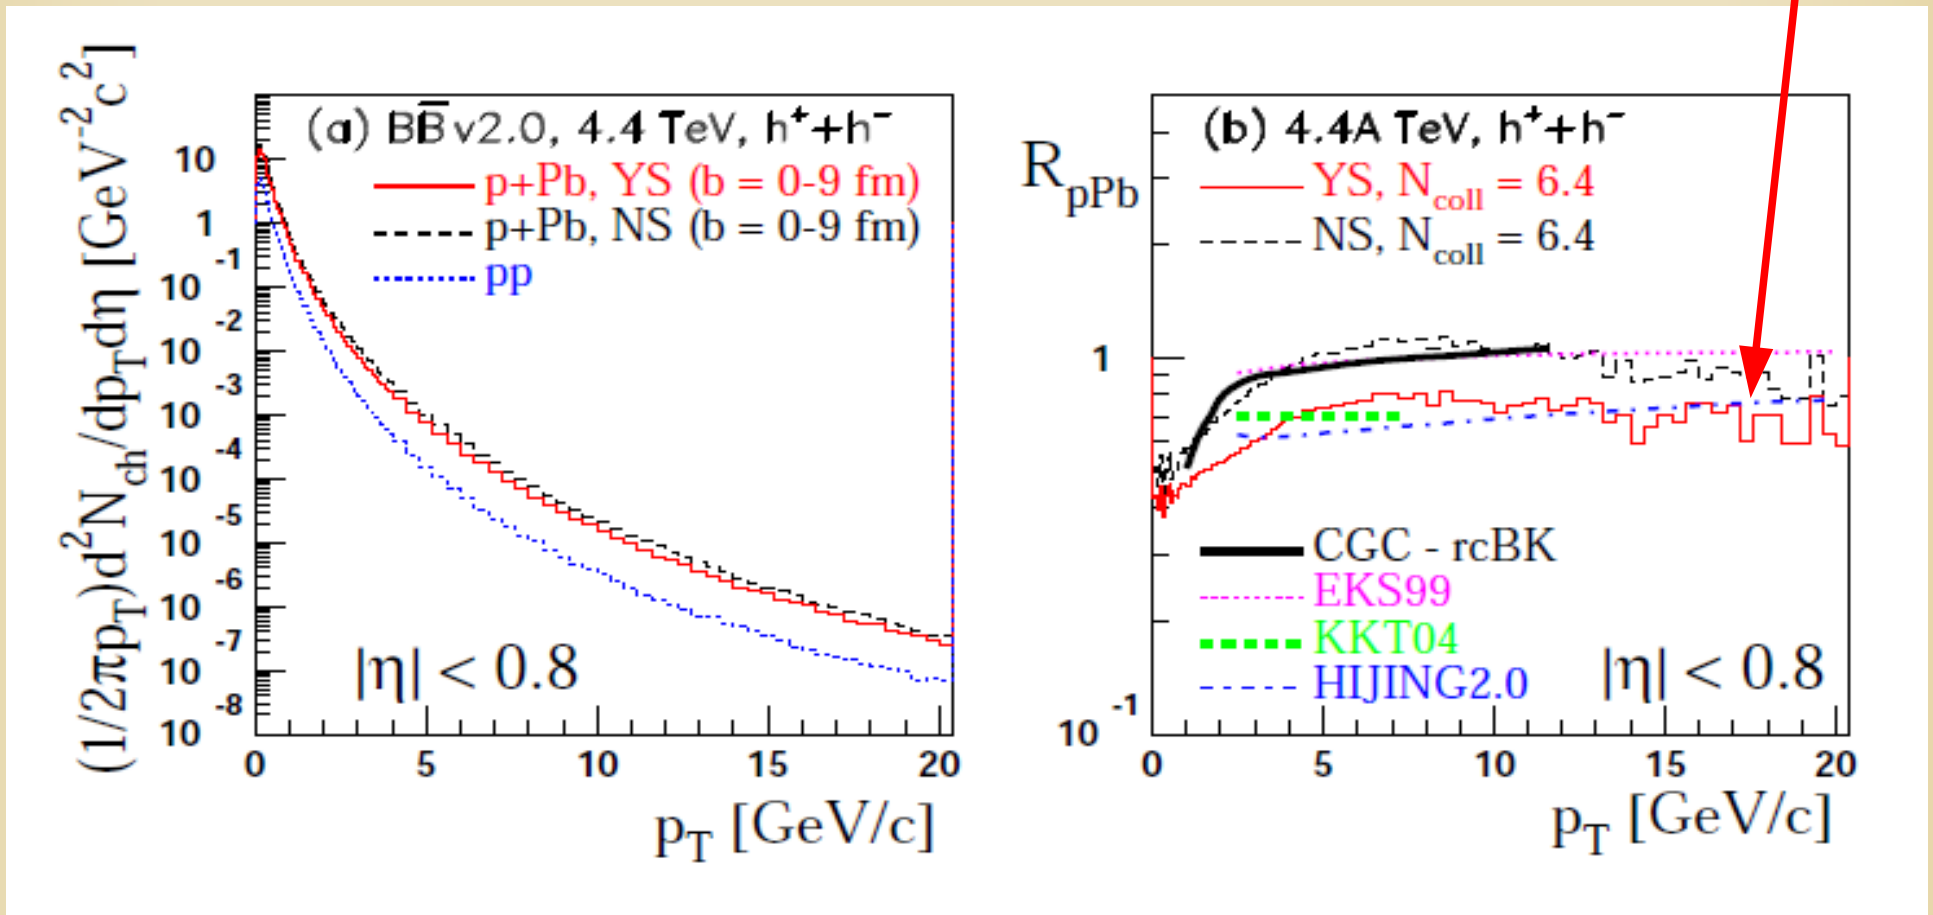 (1/2πp_T)d²N_ch/dp_Tdη [GeV⁻²c²]
(a) BB̅ v2.0, 4.4 TeV, h⁺+h⁻
p+Pb, YS (b = 0-9 fm)
p+Pb, NS (b = 0-9 fm)
pp
10
1
10⁻¹
10⁻²
10⁻³
10⁻⁴
10⁻⁵
10⁻⁶
10⁻⁷
10⁻⁸
|η| < 0.8
0 5 10 15 20
p_T [GeV/c]
R_pPb
(b) 4.4A TeV, h⁺+h⁻
YS, N_coll = 6.4
NS, N_coll = 6.4
1
CGC - rcBK
EKS99
KKT04
HIJING2.0
|η| < 0.8
10⁻¹
0 5 10 15 20
p_T [GeV/c]